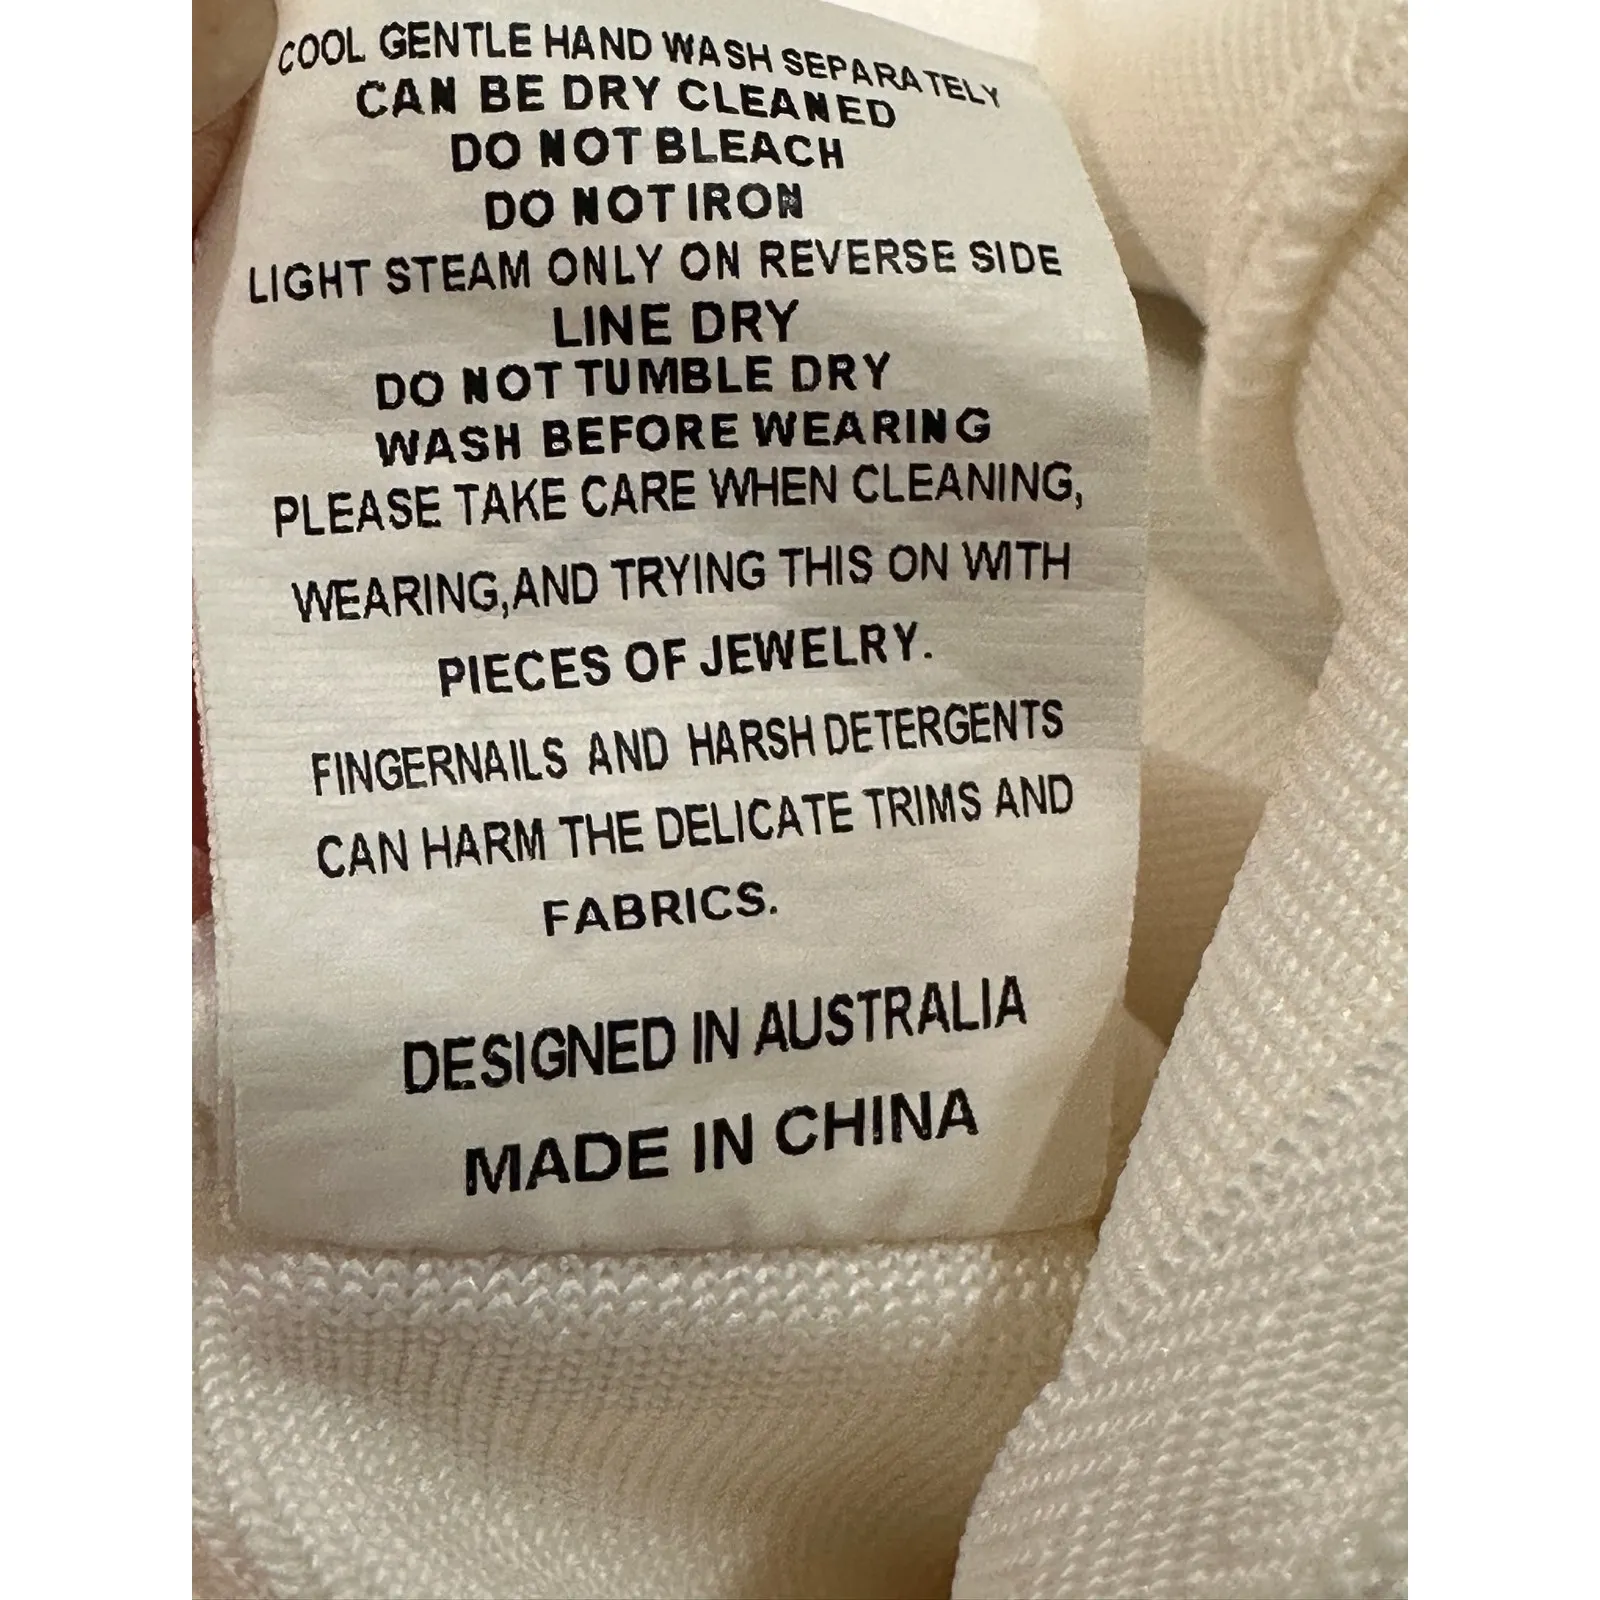 COOL GENTLE HAND WASH SEPARATELY
CAN BE DRY CLEANED
DO NOT BLEACH
DO NOT IRON
LIGHT STEAM ONLY ON REVERSE SIDE
LINE DRY
DO NOT TUMBLE DRY
WASH BEFORE WEARING
PLEASE TAKE CARE WHEN CLEANING,
WEARING,AND TRYING THIS ON WITH
PIECES OF JEWELRY.
FINGERNAILS AND HARSH DETERGENTS
CAN HARM THE DELICATE TRIMS AND
FABRICS.
DESIGNED IN AUSTRALIA
MADE IN CHINA